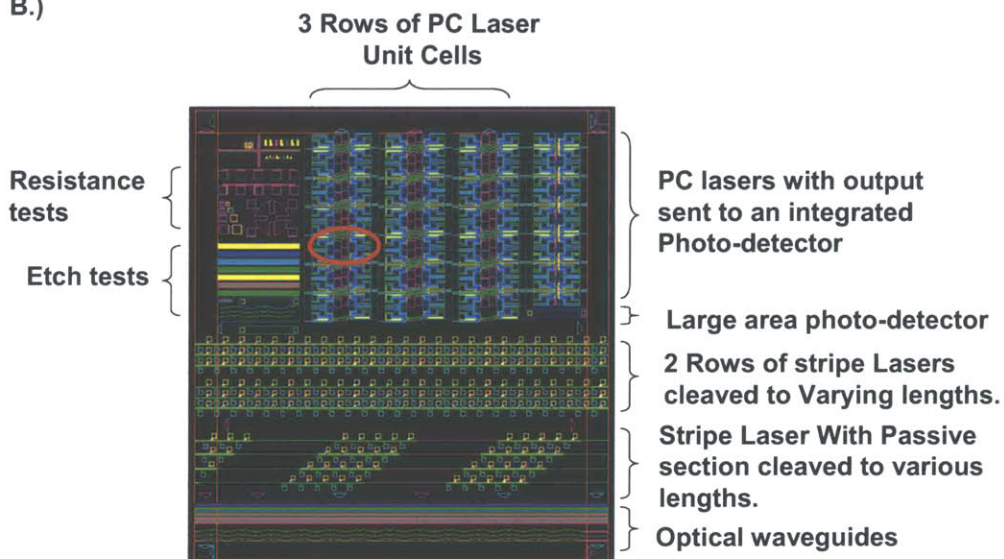 B.)
3 Rows of PC Laser
Unit Cells
Resistance
tests
Etch tests
PC lasers with output
sent to an integrated
Photo-detector
Large area photo-detector
2 Rows of stripe Lasers
cleaved to Varying lengths.
Stripe Laser With Passive
section cleaved to various
lengths.
Optical waveguides